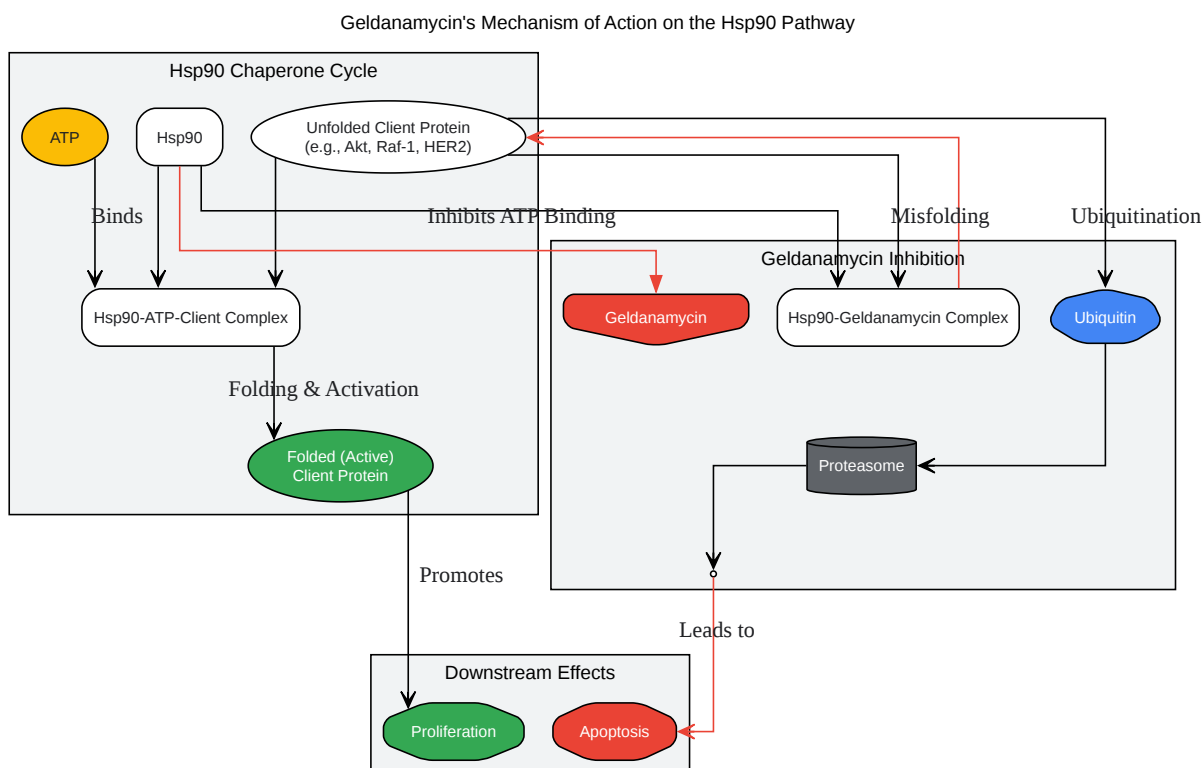 Geldanamycin's Mechanism of Action on the Hsp90 Pathway
Hsp90 Chaperone Cycle
ATP
Hsp90
Unfolded Client Protein
(e.g., Akt, Raf-1, HER2)
Binds
Inhibits ATP Binding
Misfolding
Ubiquitination
Geldanamycin Inhibition
Hsp90-ATP-Client Complex
Geldanamycin
Hsp90-Geldanamycin Complex
Ubiquitin
Folding & Activation
Folded (Active)
Client Protein
Proteasome
Promotes
Leads to
Downstream Effects
Proliferation
Apoptosis